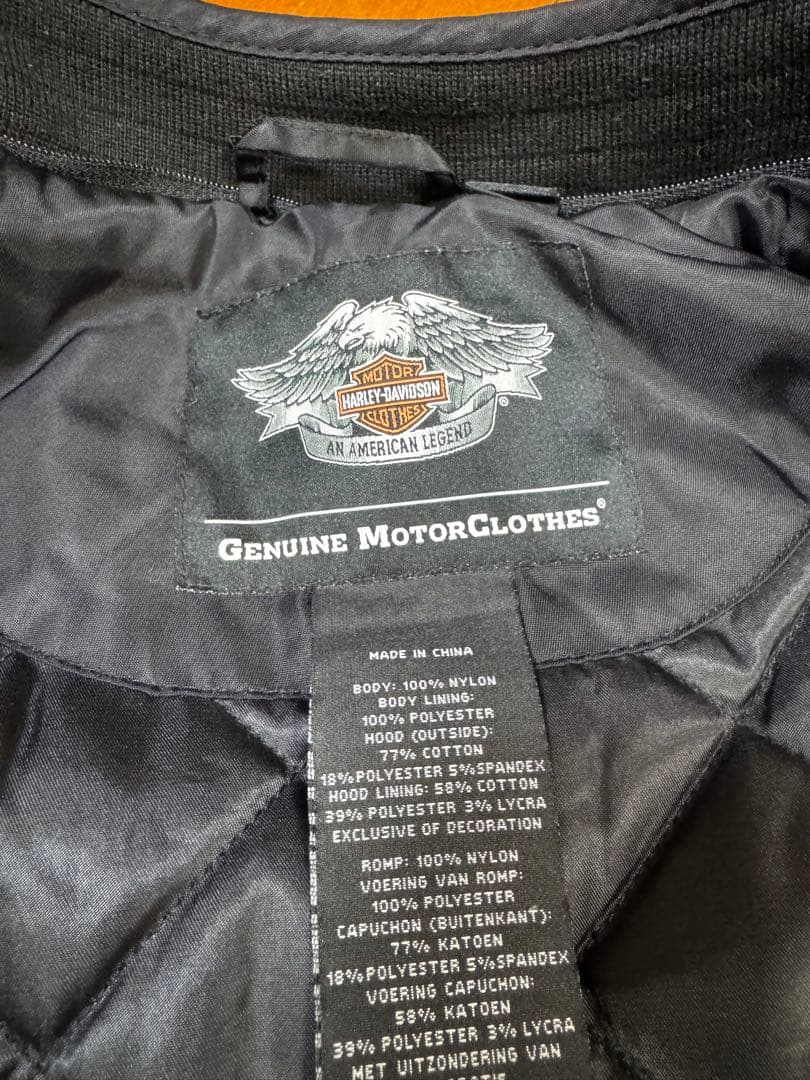 MOTOR
HARLEY-DAVIDSON
CLOTHES
®
AN AMERICAN LEGEND
GENUINE MOTORCLOTHES®
MADE IN CHINA
BODY: 100% NYLON
BODY LINING:
100% POLYESTER
HOOD (OUTSIDE):
77% COTTON
18% POLYESTER 5% SPANDEX
HOOD LINING: 58% COTTON
39% POLYESTER 3% LYCRA
EXCLUSIVE OF DECORATION
ROMP: 100% NYLON
VOERING VAN ROMP:
100% POLYESTER
CAPUCHON (BUITENKANT):
77% KATOEN
18% POLYESTER 5% SPANDEX
VOERING CAPUCHON:
58% KATOEN
39% POLYESTER 3% LYCRA
MET UITZONDERING VAN